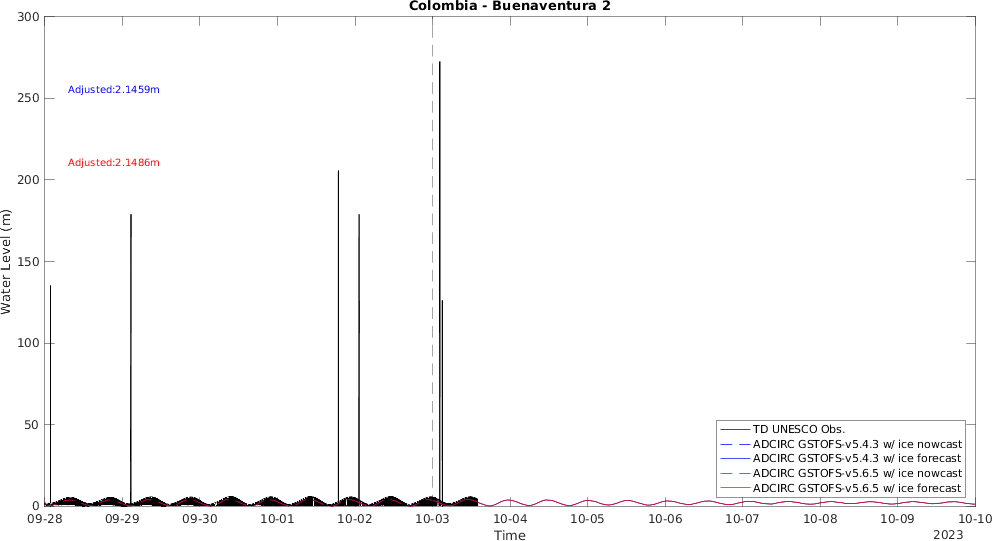 Colombia - Buenaventura 2
300
250
200
150
100
50
0
Water Level (m)
Adjusted:2.1459m
Adjusted:2.1486m
TD UNESCO Obs.
ADCIRC GSTOFS-v5.4.3 w/ ice nowcast
ADCIRC GSTOFS-v5.4.3 w/ ice forecast
ADCIRC GSTOFS-v5.6.5 w/ ice nowcast
ADCIRC GSTOFS-v5.6.5 w/ ice forecast
09-28 09-29 09-30 10-01 10-02 10-03 10-04 10-05 10-06 10-07 10-08 10-09 10-10
Time
2023